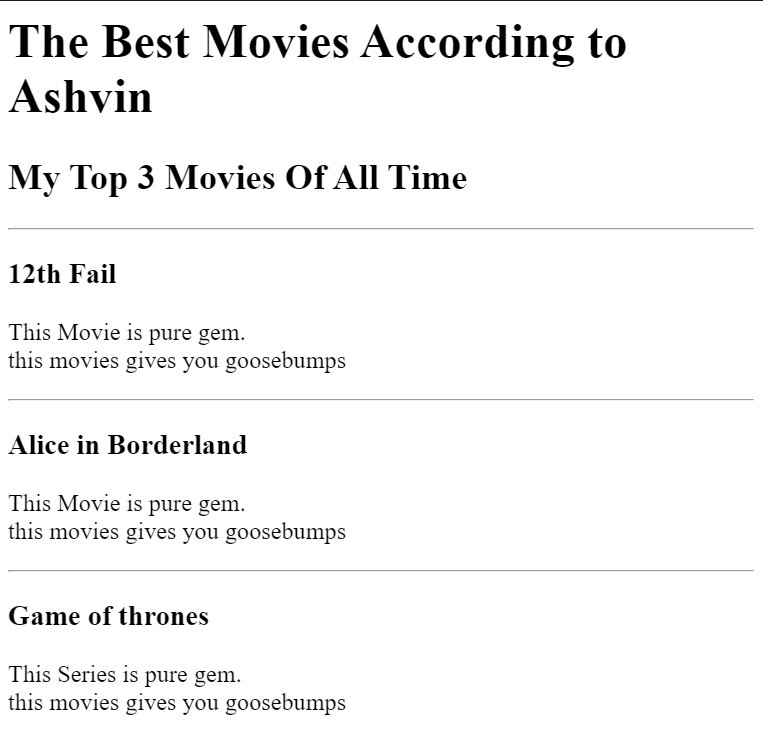 The Best Movies According to
Ashvin
My Top 3 Movies Of All Time
12th Fail
This Movie is pure gem.
this movies gives you goosebumps
Alice in Borderland
This Movie is pure gem.
this movies gives you goosebumps
Game of thrones
This Series is pure gem.
this movies gives you goosebumps